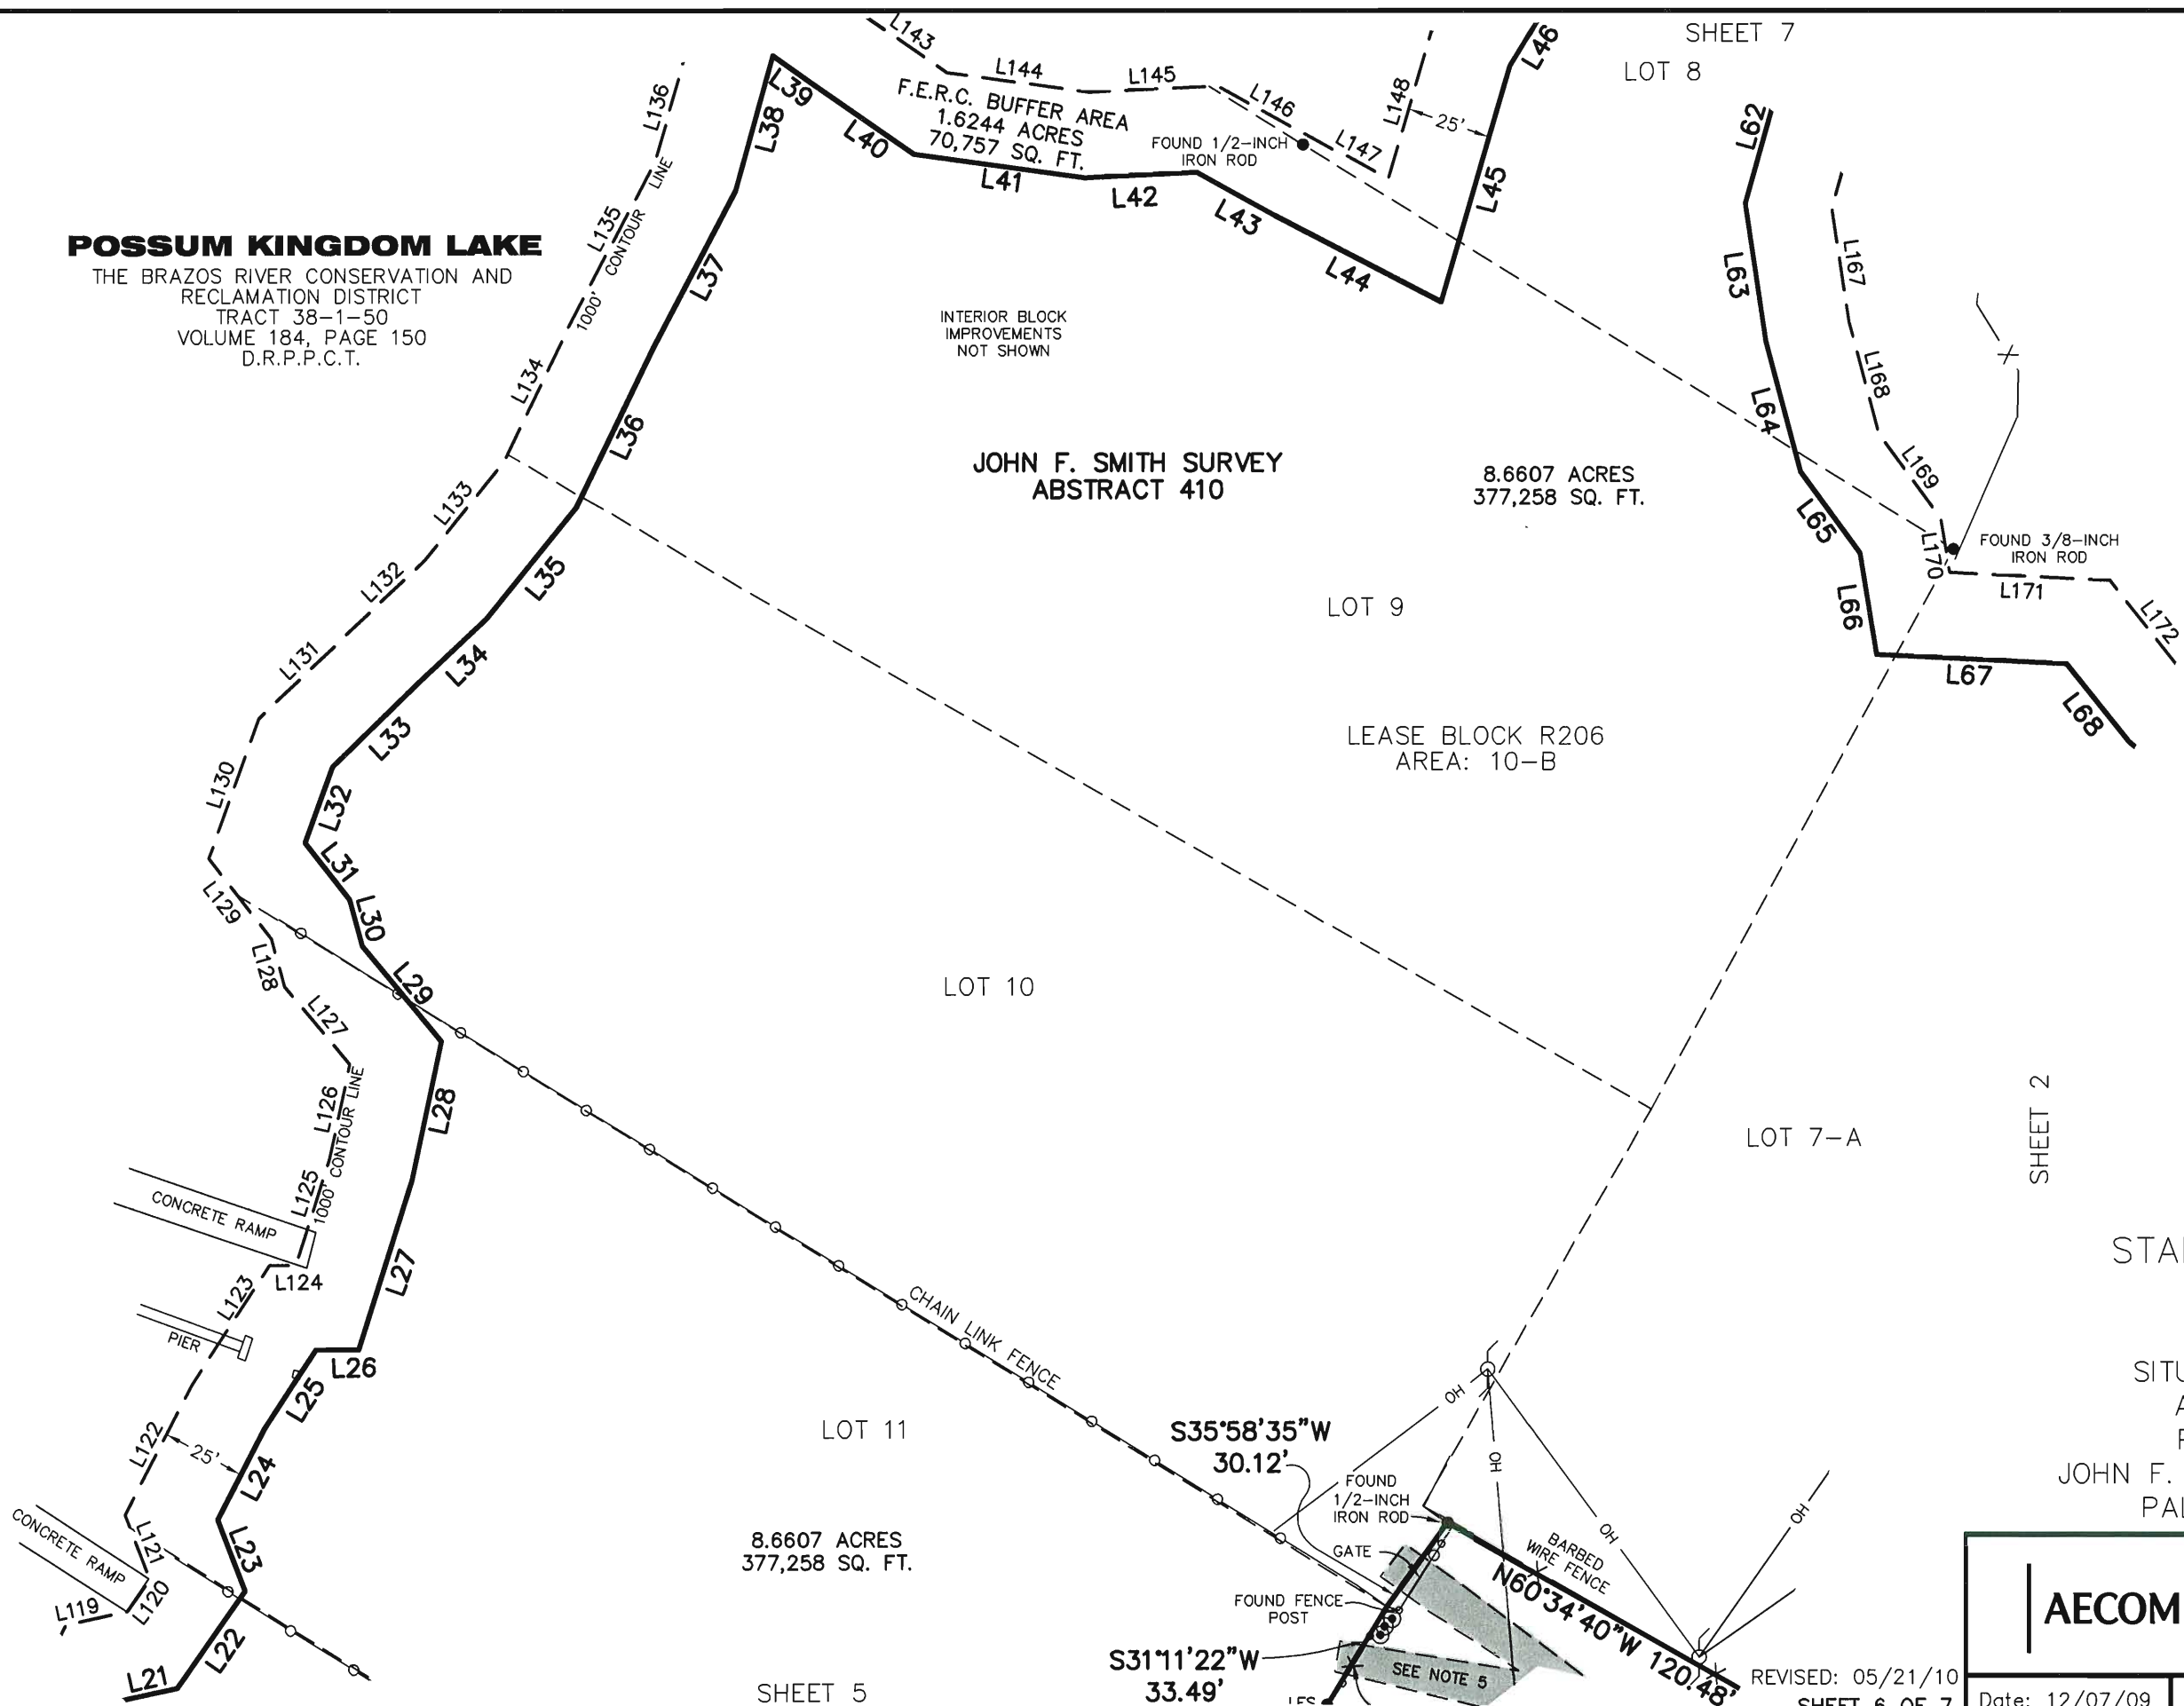 SHEET 7
LOT 8
L143
L144
L145
L146
L147
L148
25'
L46
L136
L39
L38
L40
F.E.R.C. BUFFER AREA
1.6244 ACRES
70,757 SQ. FT.
FOUND 1/2-INCH
IRON ROD
L41
L42
L43
L44
L45
L62
L63
L64
L167
L168
L169
L135
1000' CONTOUR LINE
L37
POSSUM KINGDOM LAKE
THE BRAZOS RIVER CONSERVATION AND
RECLAMATION DISTRICT
TRACT 38-1-50
VOLUME 184, PAGE 150
D.R.P.P.C.T.
INTERIOR BLOCK
IMPROVEMENTS
NOT SHOWN
L134
L36
JOHN F. SMITH SURVEY
ABSTRACT 410
8.6607 ACRES
377,258 SQ. FT.
L133
L132
L35
L65
L66
L170
FOUND 3/8-INCH
IRON ROD
L171
L172
LOT 9
L131
L34
L67
L68
L33
LEASE BLOCK R206
AREA: 10-B
L130
L32
L31
L129
L30
L128
L29
L127
LOT 10
L126
L28
1000' CONTOUR LINE
LOT 7-A
SHEET 2
L125
CONCRETE RAMP
L124
L27
L123
PIER
L26
L25
CHAIN LINK FENCE
STA
SITU
A
JOHN F.
PAL
L122
25'
L24
LOT 11
S35°58'35"W
30.12'
OH
OH
OH
OH
FOUND
1/2-INCH
IRON ROD
GATE
BARBED
WIRE FENCE
N60°34'40"W 120.48'
CONCRETE RAMP
L121
L23
L120
L119
8.6607 ACRES
377,258 SQ. FT.
FOUND FENCE
POST
L22
L21
S31°11'22"W
33.49'
SEE NOTE 5
SHEET 5
AECOM
REVISED: 05/21/10
SHEET 6 OF 7
Date: 12/07/09